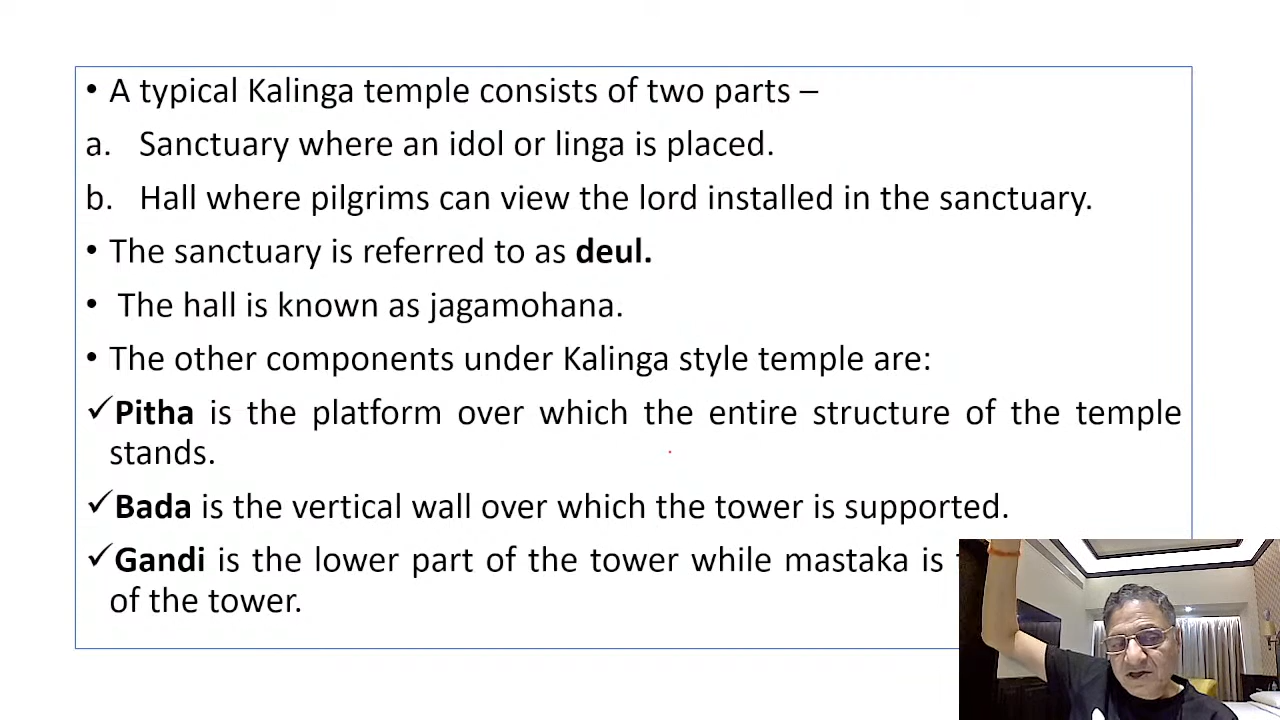 • A typical Kalinga temple consists of two parts –
a. Sanctuary where an idol or linga is placed.
b. Hall where pilgrims can view the lord installed in the sanctuary.
• The sanctuary is referred to as deul.
• The hall is known as jagamohana.
• The other components under Kalinga style temple are:
✓Pitha is the platform over which the entire structure of the temple
stands.
✓Bada is the vertical wall over which the tower is supported.
✓Gandi is the lower part of the tower while mastaka is
of the tower.